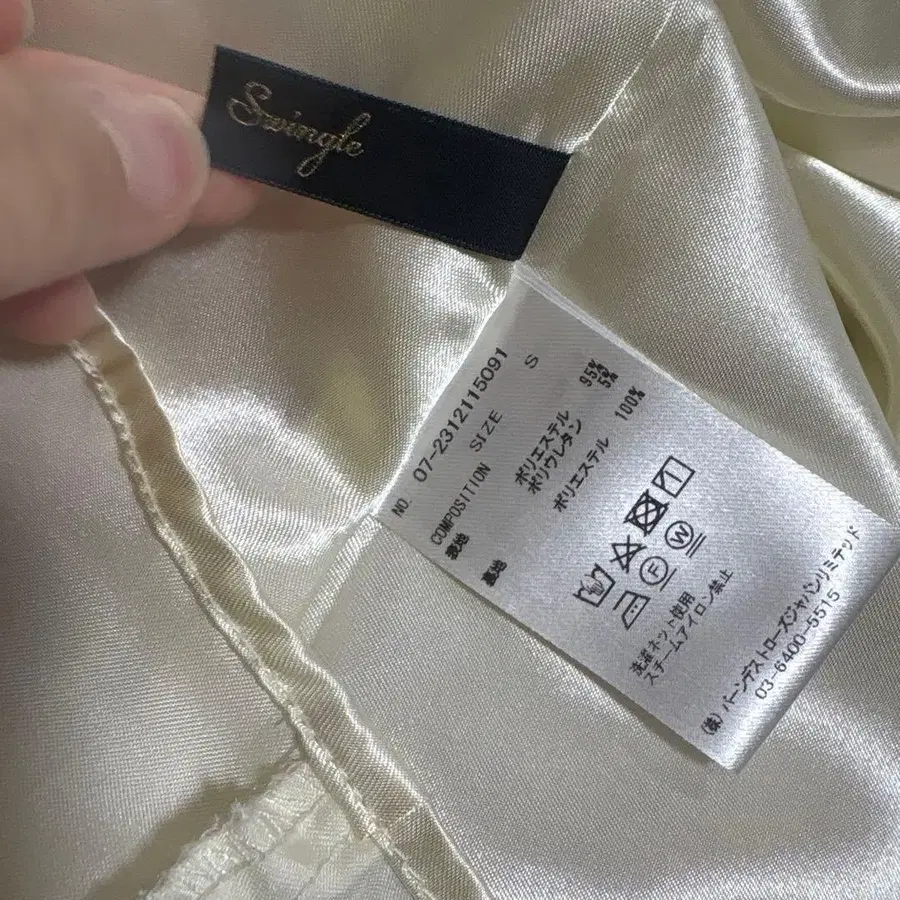 Swingle
NO. 07-2312115091
SIZE S
COMPOSITION
表地 ポリエステル 95%
ポリウレタン 5%
裏地 ポリエステル 100%
F W
洗濯ネット使用
スチームアイロン禁止
(株)バーンデストローズジャパンリミテッド
03-6400-5515